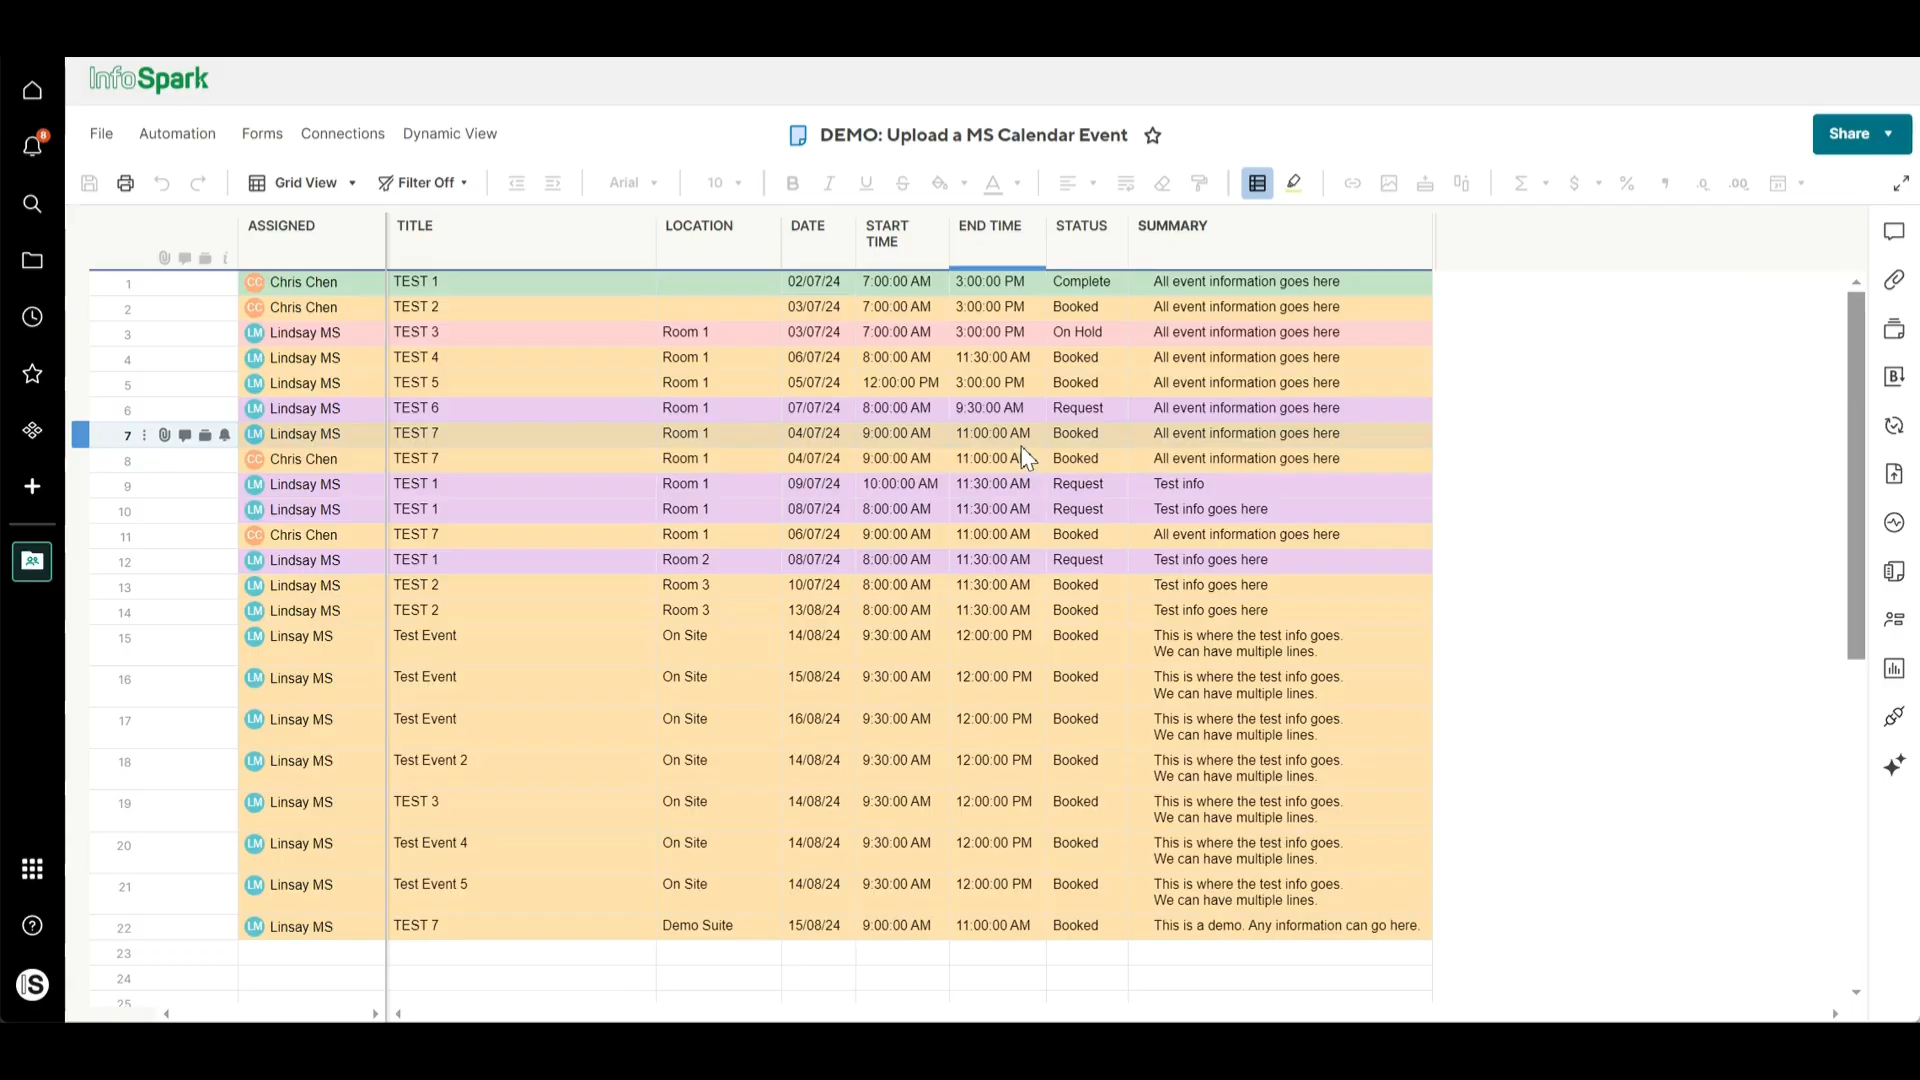 InfoSpark
8
File Automation Forms Connections Dynamic View
DEMO: Upload a MS Calendar Event
Share
Grid View Filter Off Arial 10 B I U S A Σ $ % , .0 .00
ASSIGNED TITLE LOCATION DATE START TIME END TIME STATUS SUMMARY
1 CC Chris Chen TEST 1 02/07/24 7:00:00 AM 3:00:00 PM Complete All event information goes here
2 CC Chris Chen TEST 2 03/07/24 7:00:00 AM 3:00:00 PM Booked All event information goes here
3 LM Lindsay MS TEST 3 Room 1 03/07/24 7:00:00 AM 3:00:00 PM On Hold All event information goes here
4 LM Lindsay MS TEST 4 Room 1 06/07/24 8:00:00 AM 11:30:00 AM Booked All event information goes here
5 LM Lindsay MS TEST 5 Room 1 05/07/24 12:00:00 PM 3:00:00 PM Booked All event information goes here
6 LM Lindsay MS TEST 6 Room 1 07/07/24 8:00:00 AM 9:30:00 AM Request All event information goes here
7 LM Lindsay MS TEST 7 Room 1 04/07/24 9:00:00 AM 11:00:00 AM Booked All event information goes here
8 CC Chris Chen TEST 7 Room 1 04/07/24 9:00:00 AM 11:00:00 AM Booked All event information goes here
9 LM Lindsay MS TEST 1 Room 1 09/07/24 10:00:00 AM 11:30:00 AM Request Test info
10 LM Lindsay MS TEST 1 Room 1 08/07/24 8:00:00 AM 11:30:00 AM Request Test info goes here
11 CC Chris Chen TEST 7 Room 1 06/07/24 9:00:00 AM 11:00:00 AM Booked All event information goes here
12 LM Lindsay MS TEST 1 Room 2 08/07/24 8:00:00 AM 11:30:00 AM Request Test info goes here
13 LM Lindsay MS TEST 2 Room 3 10/07/24 8:00:00 AM 11:30:00 AM Booked Test info goes here
14 LM Lindsay MS TEST 2 Room 3 13/08/24 8:00:00 AM 11:30:00 AM Booked Test info goes here
15 LM Linsay MS Test Event On Site 14/08/24 9:30:00 AM 12:00:00 PM Booked This is where the test info goes.
We can have multiple lines.
16 LM Linsay MS Test Event On Site 15/08/24 9:30:00 AM 12:00:00 PM Booked This is where the test info goes.
We can have multiple lines.
17 LM Linsay MS Test Event On Site 16/08/24 9:30:00 AM 12:00:00 PM Booked This is where the test info goes.
We can have multiple lines.
18 LM Linsay MS Test Event 2 On Site 14/08/24 9:30:00 AM 12:00:00 PM Booked This is where the test info goes.
We can have multiple lines.
19 LM Linsay MS TEST 3 On Site 14/08/24 9:30:00 AM 12:00:00 PM Booked This is where the test info goes.
We can have multiple lines.
20 LM Linsay MS Test Event 4 On Site 14/08/24 9:30:00 AM 12:00:00 PM Booked This is where the test info goes.
We can have multiple lines.
21 LM Linsay MS Test Event 5 On Site 14/08/24 9:30:00 AM 12:00:00 PM Booked This is where the test info goes.
We can have multiple lines.
22 LM Linsay MS TEST 7 Demo Suite 15/08/24 9:00:00 AM 11:00:00 AM Booked This is a demo. Any information can go here.
23
24
25
IS